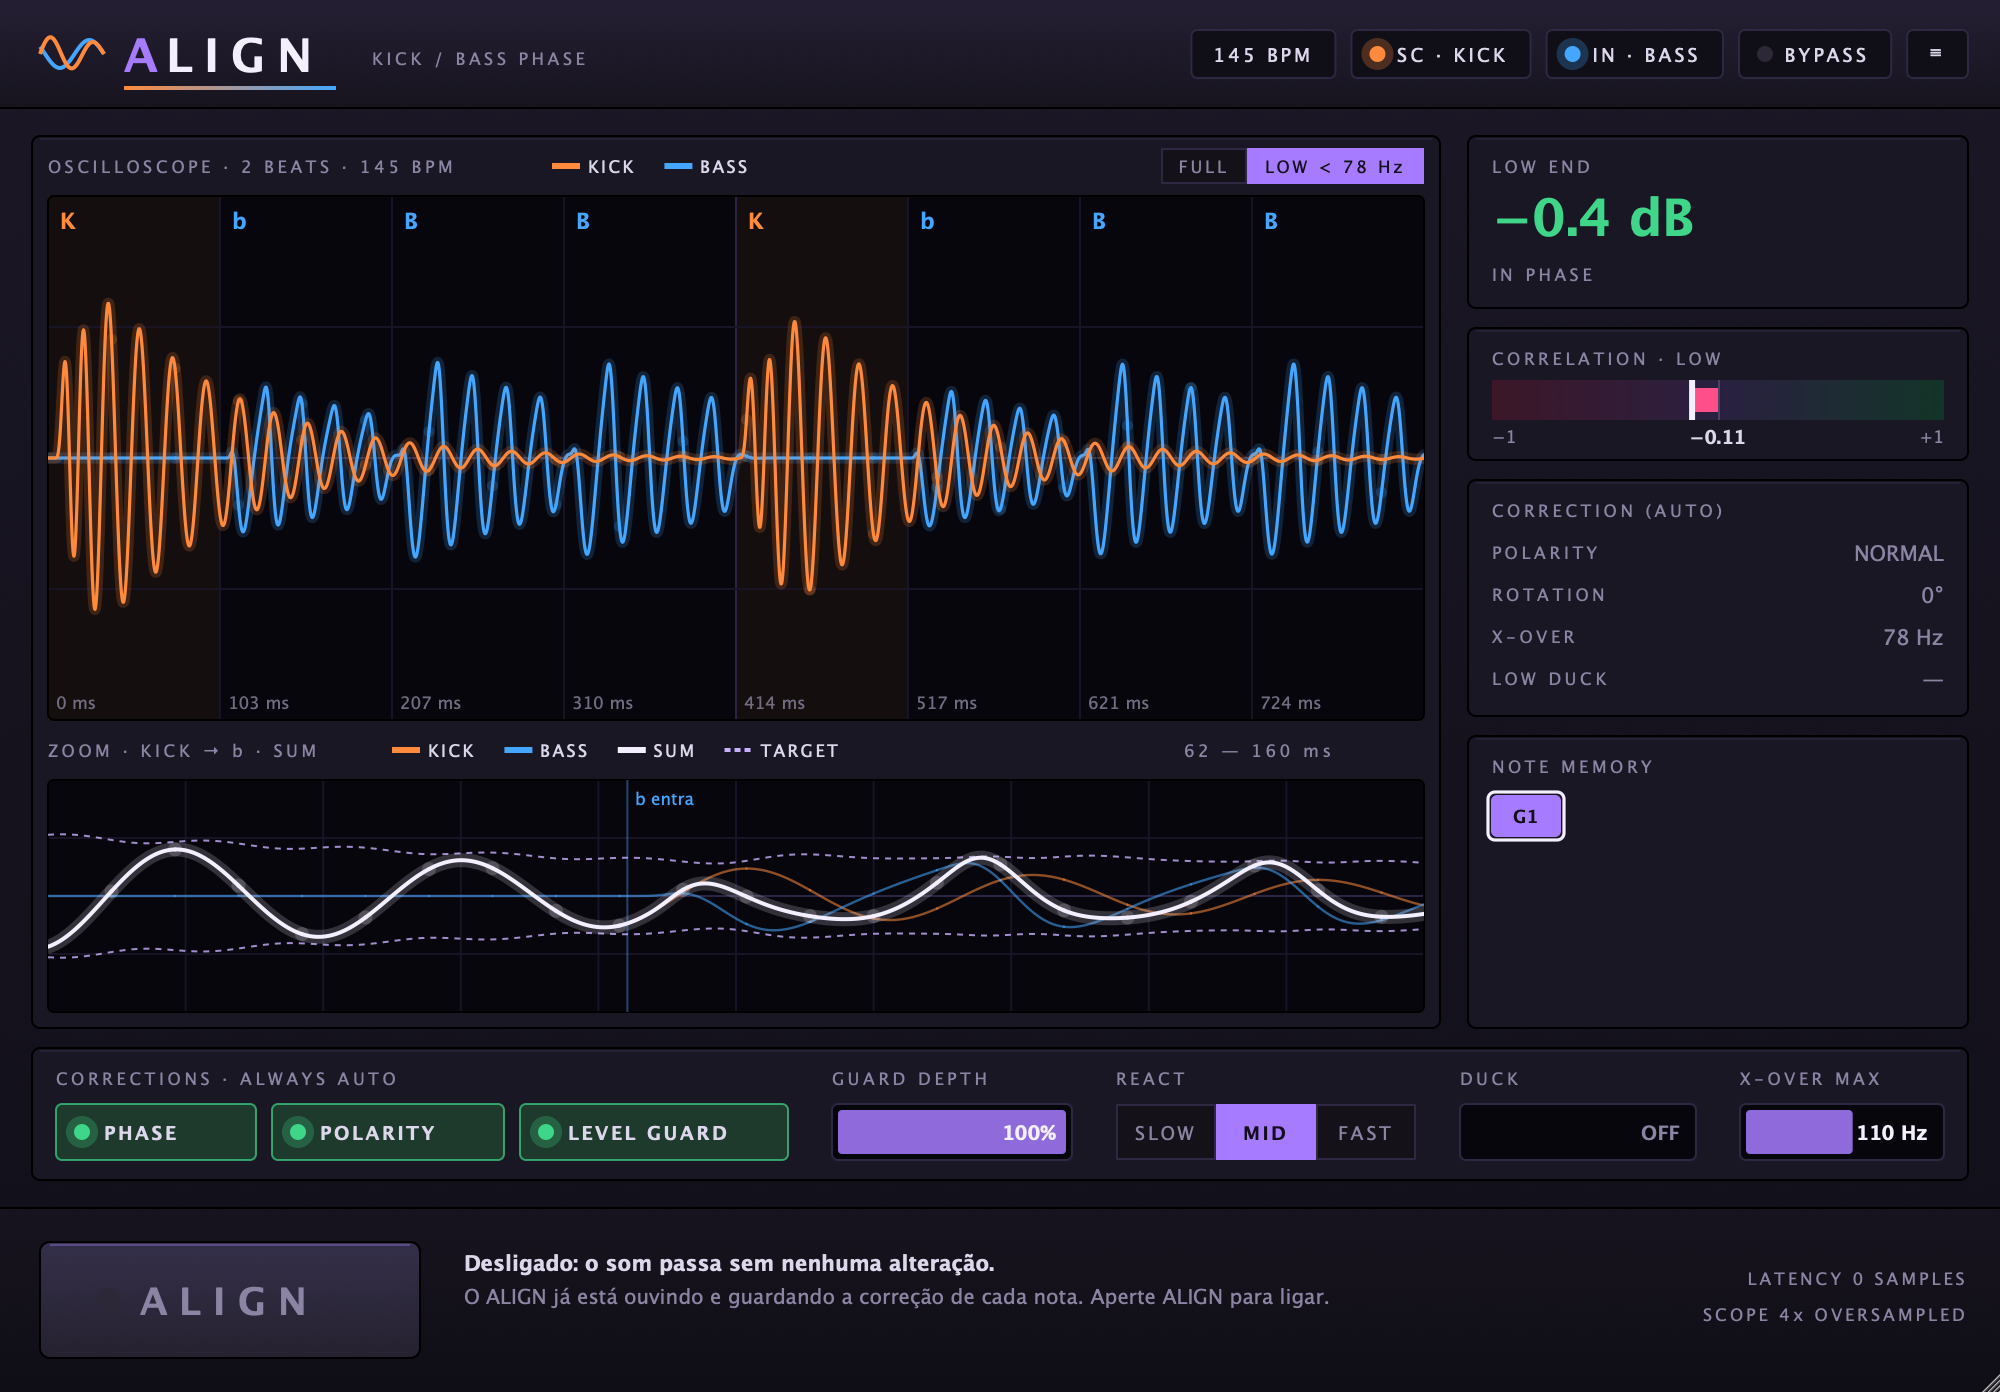 ALIGN
KICK / BASS PHASE
145 BPM
SC · KICK
IN · BASS
BYPASS
≡
OSCILLOSCOPE · 2 BEATS · 145 BPM
KICK
BASS
FULL
LOW < 78 Hz
K
b
B
B
K
b
B
B
0 ms
103 ms
207 ms
310 ms
414 ms
517 ms
621 ms
724 ms
ZOOM · KICK → b · SUM
KICK
BASS
SUM
TARGET
62 — 160 ms
b entra
LOW END
−0.4 dB
IN PHASE
CORRELATION · LOW
−1
−0.11
+1
CORRECTION (AUTO)
POLARITY NORMAL
ROTATION 0°
X-OVER 78 Hz
LOW DUCK —
NOTE MEMORY
G1
CORRECTIONS · ALWAYS AUTO
PHASE
POLARITY
LEVEL GUARD
GUARD DEPTH
100%
REACT
SLOW
MID
FAST
DUCK
OFF
X-OVER MAX
110 Hz
ALIGN
Desligado: o som passa sem nenhuma alteração.
O ALIGN já está ouvindo e guardando a correção de cada nota. Aperte ALIGN para ligar.
LATENCY 0 SAMPLES
SCOPE 4x OVERSAMPLED